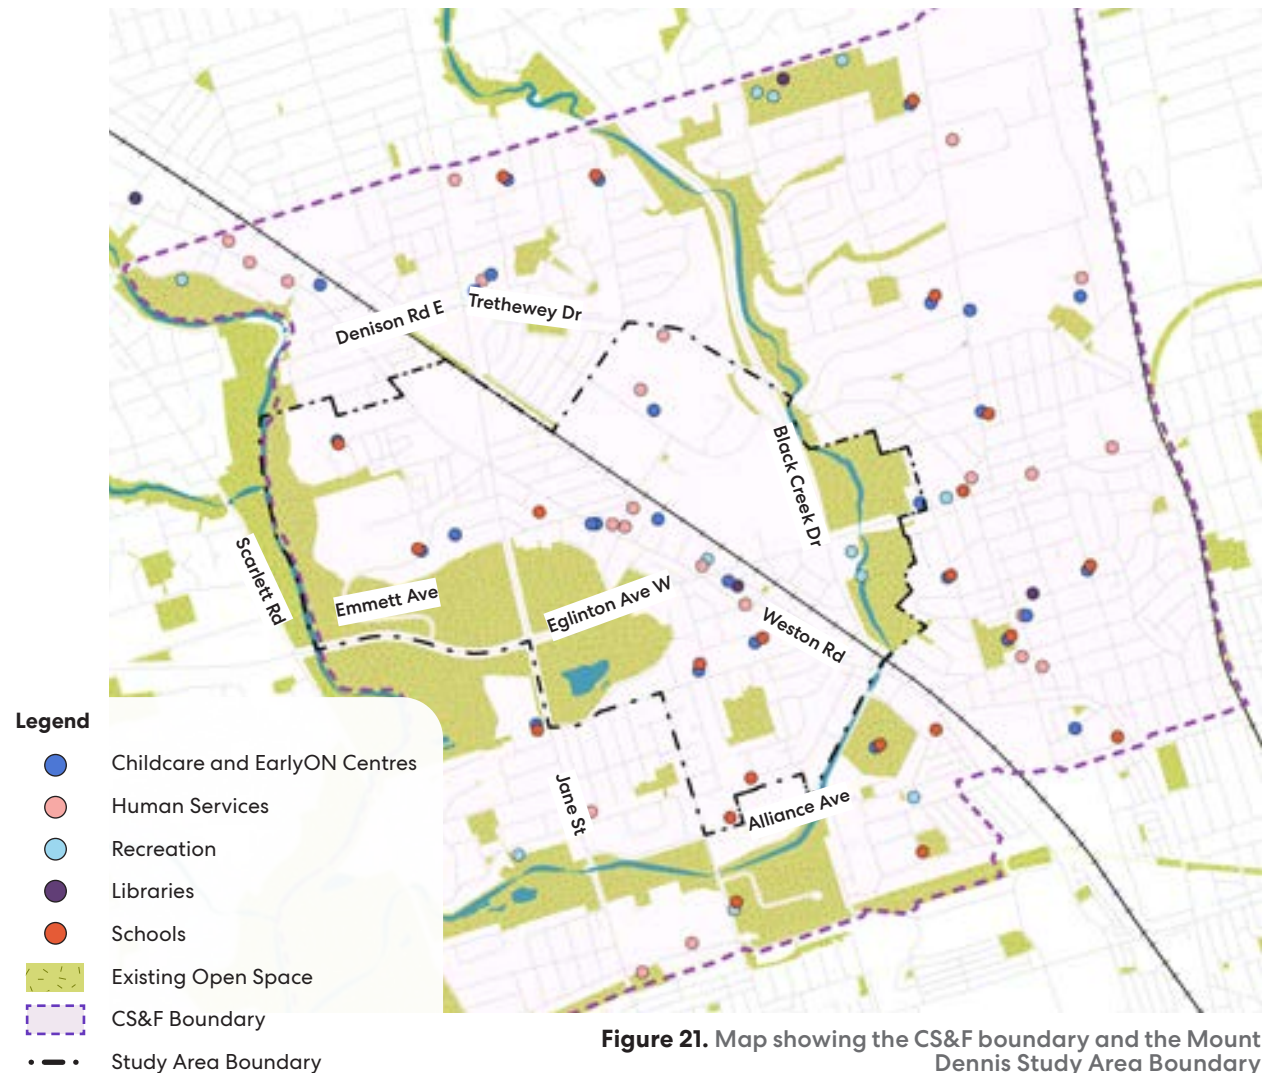 Denison Rd E
Trethewey Dr
Black Creek Dr
Scarlett Rd
Emmett Ave
Eglinton Ave W
Weston Rd
Jane St
Alliance Ave
Legend
Childcare and EarlyON Centres
Human Services
Recreation
Libraries
Schools
Existing Open Space
CS&F Boundary
Study Area Boundary
Figure 21. Map showing the CS&F boundary and the Mount
Dennis Study Area Boundary